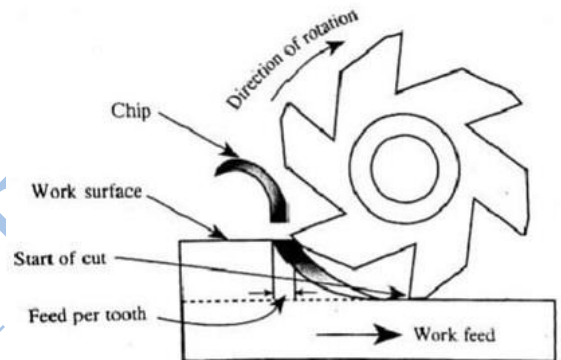 Direction of rotation
Chip
Work surface
Start of cut
Feed per tooth
Work feed